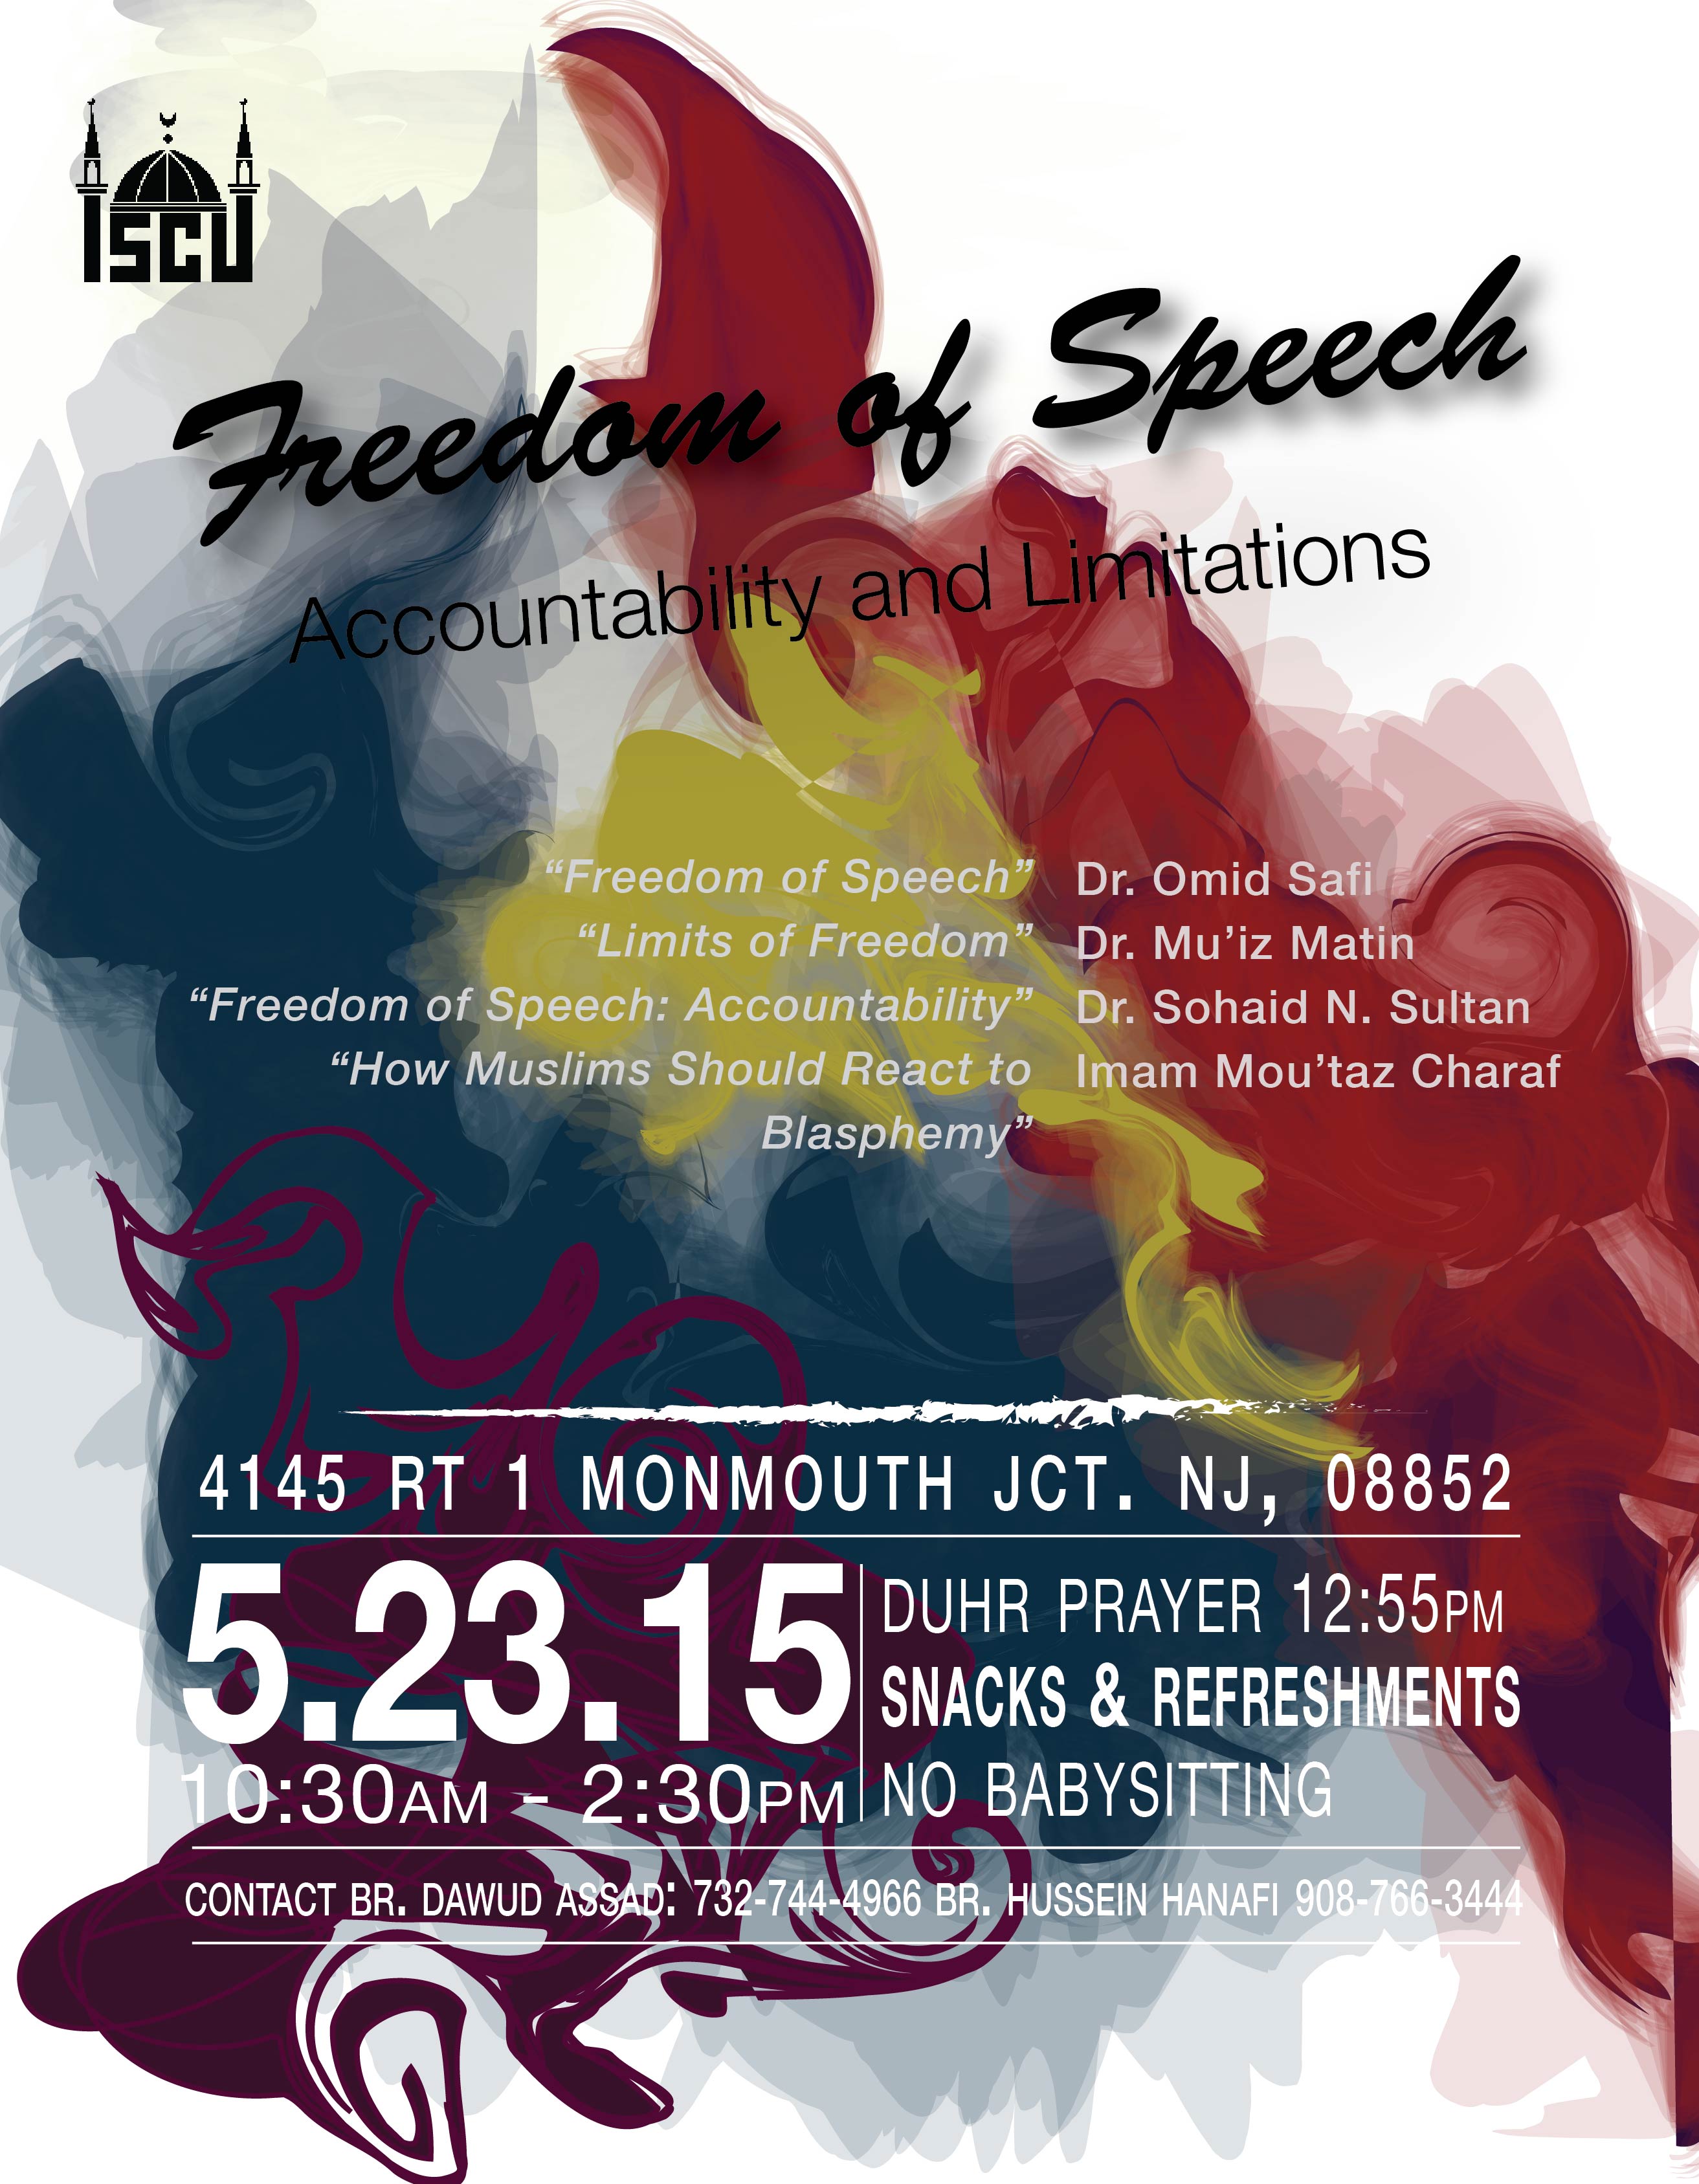 ISCU
Freedom of Speech
Accountability and Limitations
“Freedom of Speech” Dr. Omid Safi
“Limits of Freedom” Dr. Mu’iz Matin
“Freedom of Speech: Accountability” Dr. Sohaid N. Sultan
“How Muslims Should React to Imam Mou’taz Charaf
Blasphemy”
4145 RT 1 MONMOUTH JCT. NJ, 08852
5.23.15
10:30AM - 2:30PM
DUHR PRAYER 12:55PM
SNACKS & REFRESHMENTS
NO BABYSITTING
CONTACT BR. DAWUD ASSAD: 732-744-4966 BR. HUSSEIN HANAFI 908-766-3444